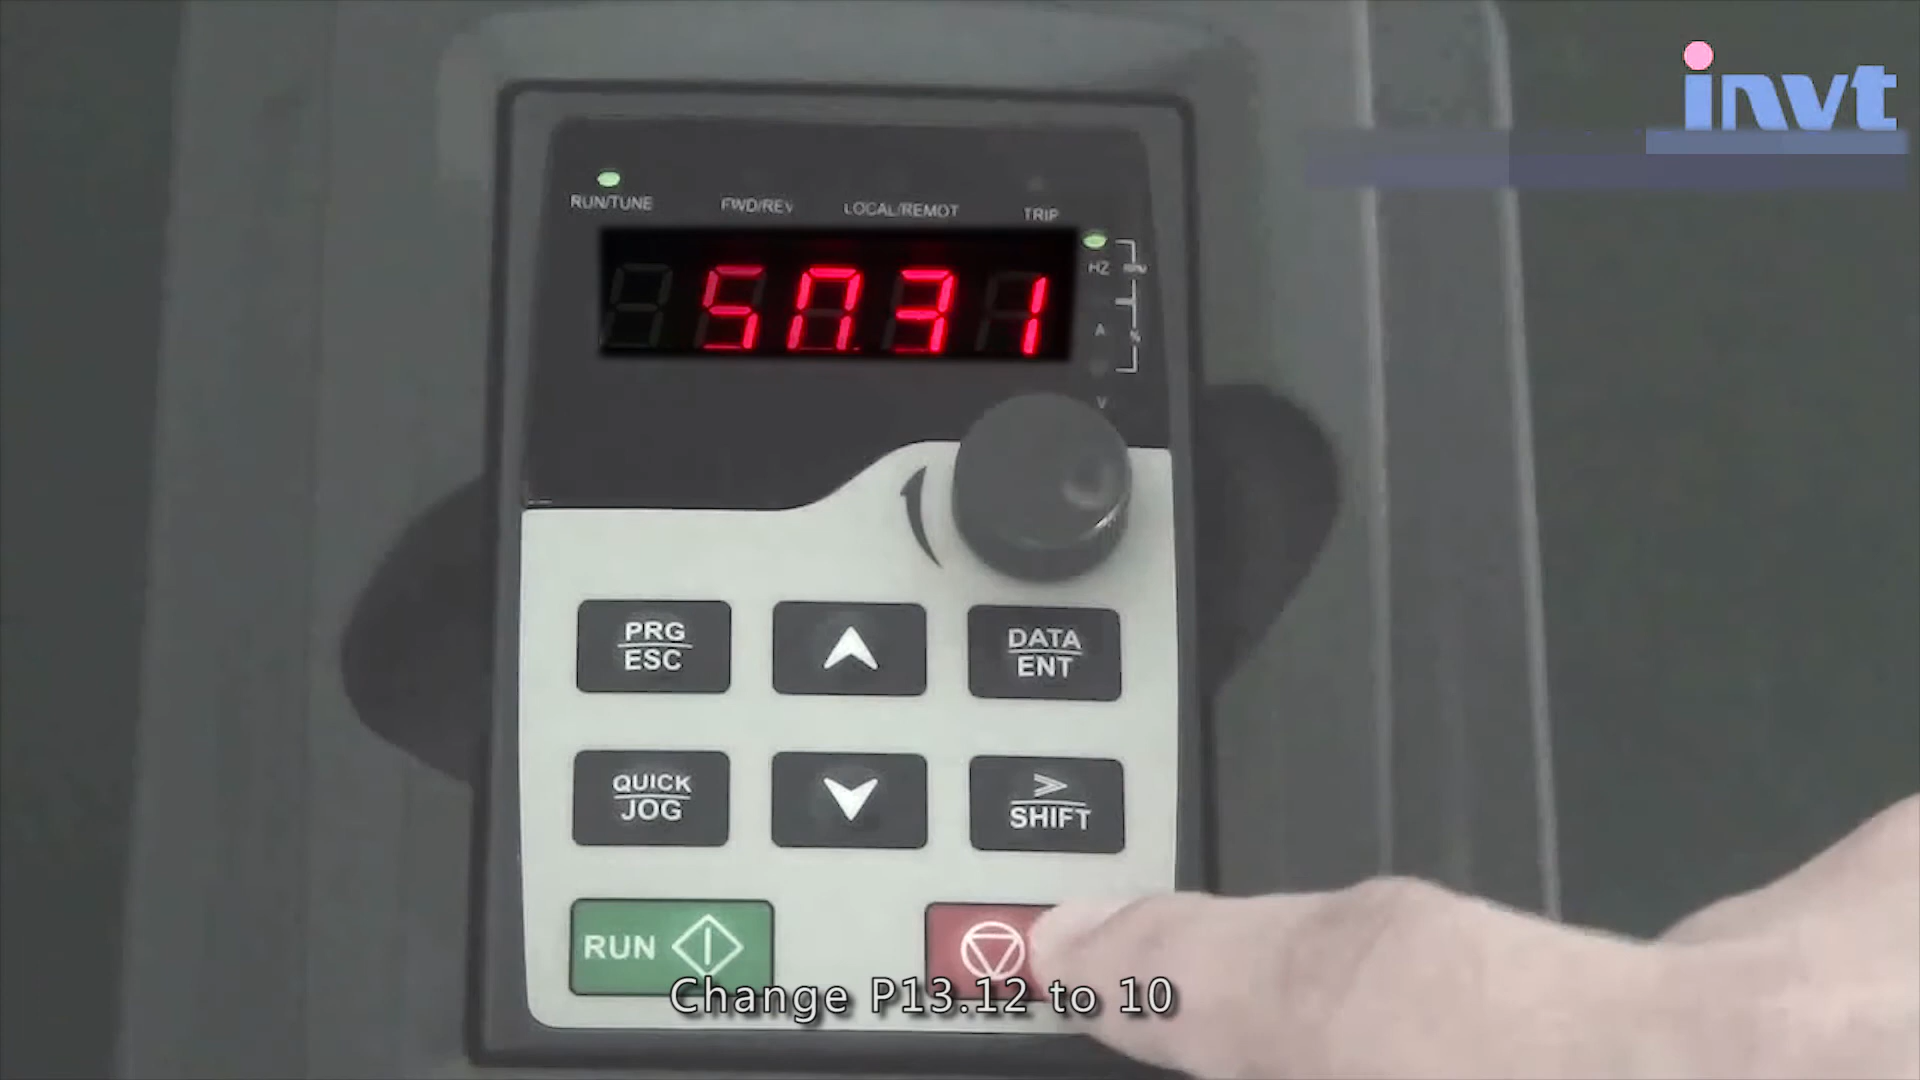 invt
RUN/TUNE FWD/REV LOCAL/REMOT TRIP
HZ RPM
A %
V
PRG
ESC
DATA
ENT
QUICK
JOG
SHIFT
RUN
Change P13.12 to 10